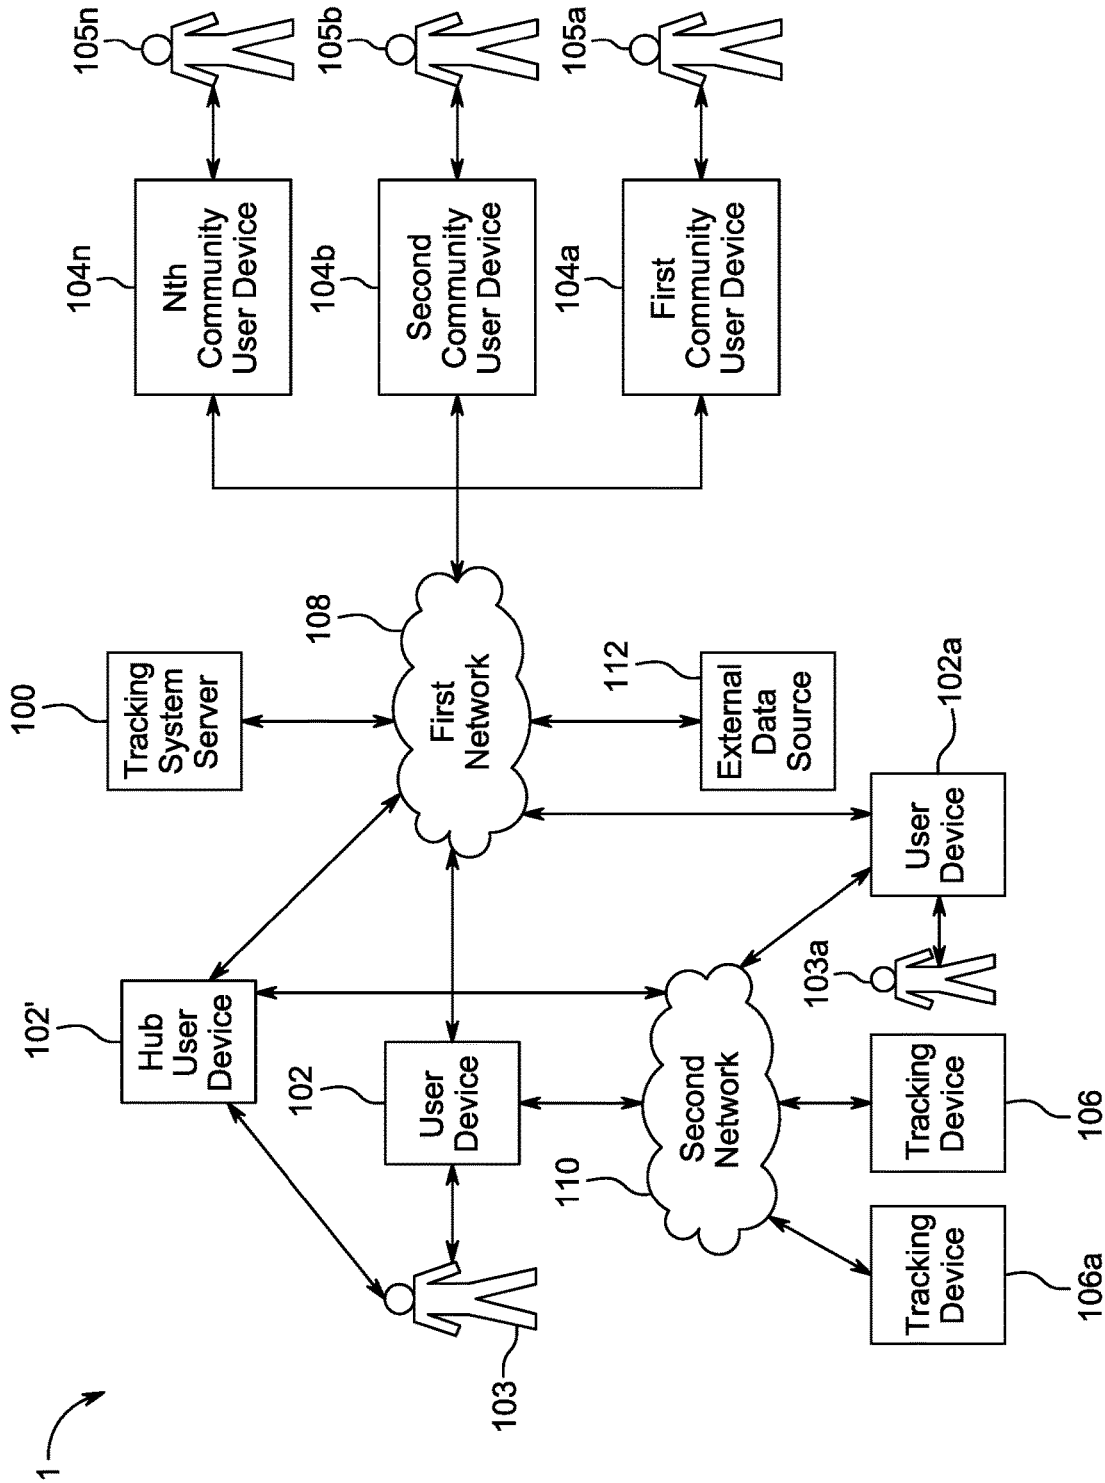 1
102'
Hub
User
Device
100
Tracking
System
Server
104n
Nth
Community
User Device
105n
103
102
User
Device
108
First
Network
104b
Second
Community
User Device
105b
110
Second
Network
112
External
Data
Source
104a
First
Community
User Device
105a
106a
Tracking
Device
106
Tracking
Device
103a
102a
User
Device